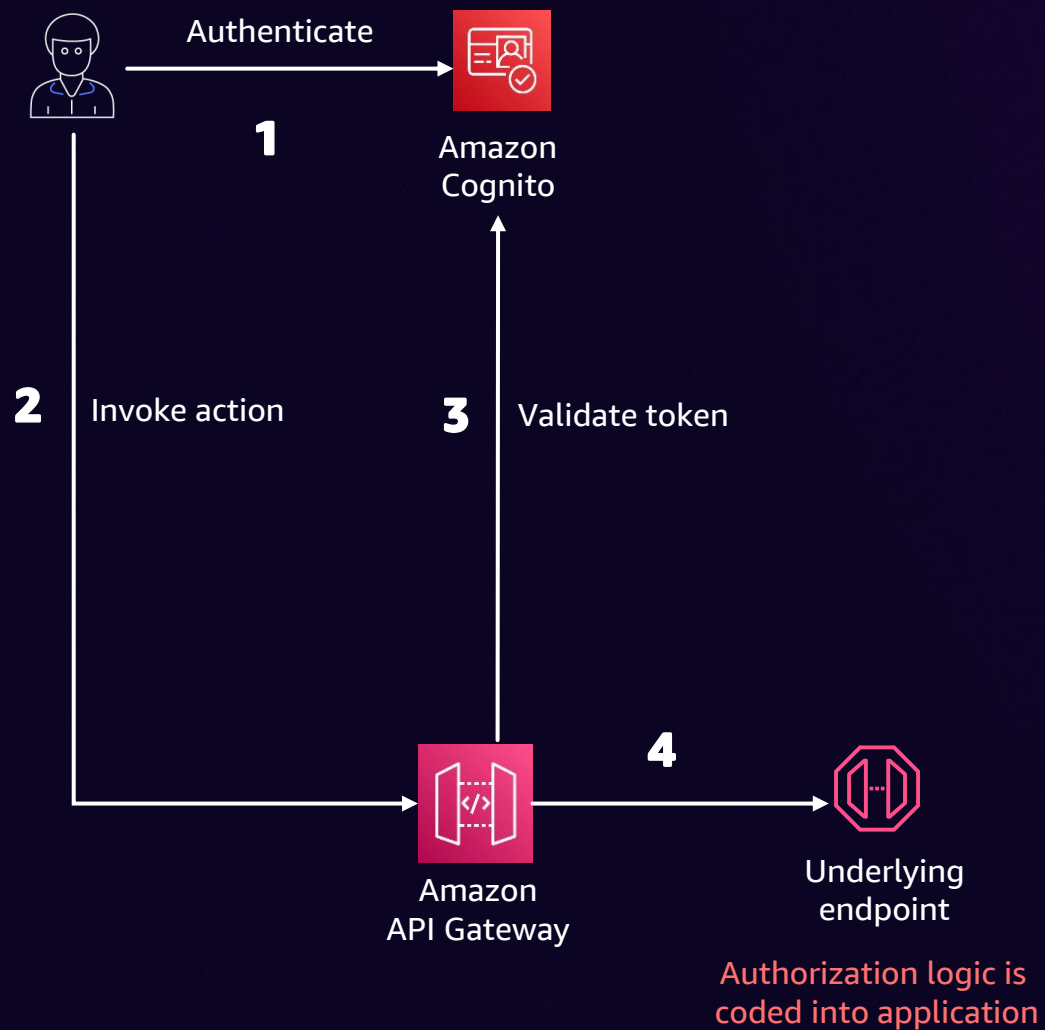 Authenticate
1
Amazon
Cognito
2
Invoke action
3
Validate token
4
</>
Amazon
API Gateway
Underlying
endpoint
Authorization logic is
coded into application